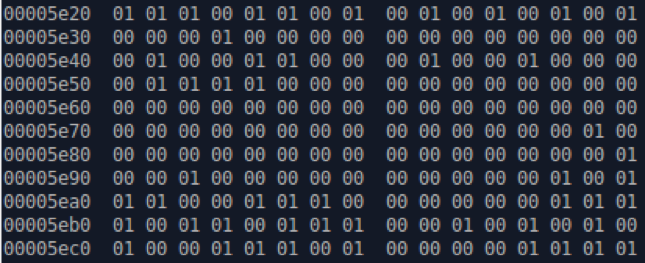 00005e20  01 01 01 00 01 01 00 01  00 01 00 01 00 01 00 01
00005e30  00 00 00 01 00 00 00 00  00 00 00 00 00 00 00 00
00005e40  00 01 00 00 01 01 00 00  00 01 00 00 01 00 00 00
00005e50  00 01 01 01 01 00 00 00  00 00 00 00 00 00 00 00
00005e60  00 00 00 00 00 00 00 00  00 00 00 00 00 00 00 00
00005e70  00 00 00 00 00 00 00 00  00 00 00 00 00 00 01 00
00005e80  00 00 00 00 00 00 00 00  00 00 00 00 00 00 00 01
00005e90  00 00 01 00 00 00 00 00  00 00 00 00 00 01 00 01
00005ea0  01 01 00 00 01 01 01 00  00 00 00 00 00 01 01 01
00005eb0  01 00 01 01 00 01 01 01  00 00 01 00 01 00 01 00
00005ec0  01 00 00 01 01 01 00 01  00 00 00 00 01 01 01 01